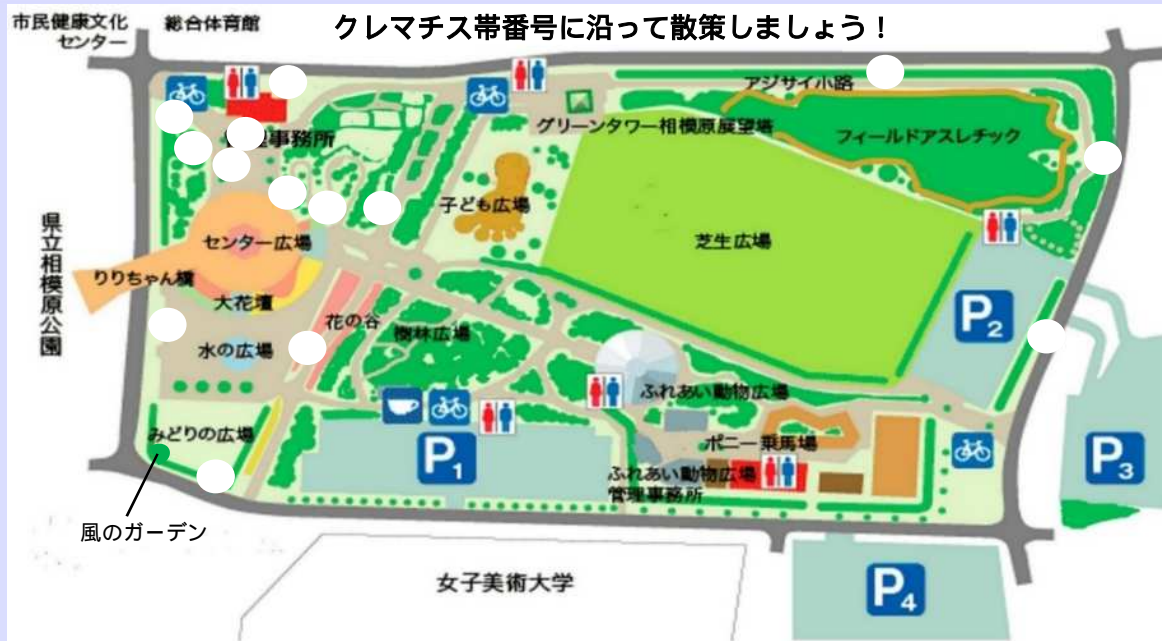 市民健康文化
センター
総合体育館
クレマチス帯番号に沿って散策しましょう！
アジサイ小路
グリーンタワー相模原展望塔
フィールドアスレチック
管理事務所
子ども広場
県立相模原公園
センター広場
芝生広場
りりちゃん橋
大花壇
花の谷
樹林広場
水の広場
P2
ふれあい動物広場
みどりの広場
ポニー乗馬場
P1
P3
ふれあい動物広場
管理事務所
風のガーデン
女子美術大学
P4